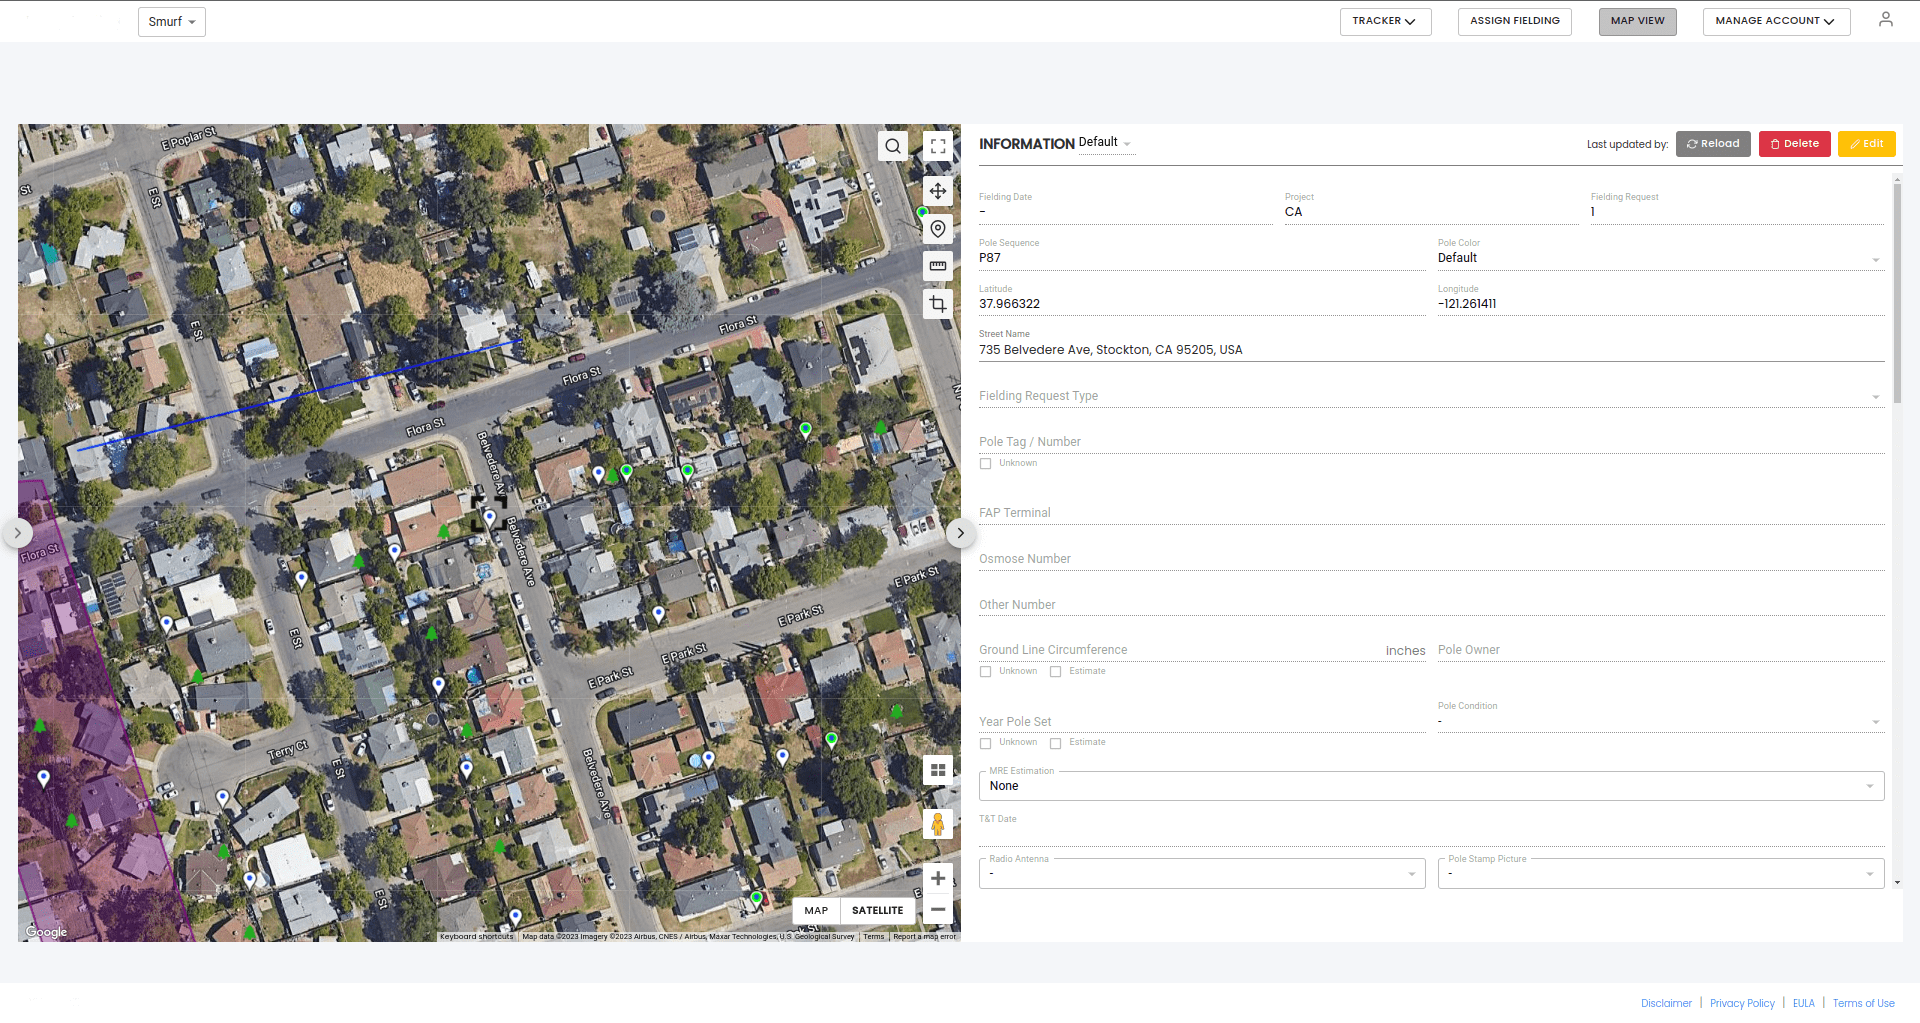 Smurf
TRACKER
ASSIGN FIELDING
MAP VIEW
MANAGE ACCOUNT
E Poplar St
St
E St
E St
Flora St
Flora St
Flora St
Belvedere Av
Flora St
Belvedere Ave
E Park St
E Park St
E Park St
E Park St
E St
Terry Ct
E St
Belvedere Ave
E St
MAP
SATELLITE
Google
Keyboard shortcuts
Map data ©2023 Imagery ©2023 Airbus, CNES / Airbus, Maxar Technologies, U.S. Geological Survey
Terms
Report a map error
INFORMATION
Default
Last updated by:
Reload
Delete
Edit
Fielding Date
-
Project
CA
Fielding Request
1
Pole Sequence
P87
Pole Color
Default
Latitude
37.966322
Longitude
-121.261411
Street Name
735 Belvedere Ave, Stockton, CA 95205, USA
Fielding Request Type
Pole Tag / Number
Unknown
FAP Terminal
Osmose Number
Other Number
Ground Line Circumference
inches
Pole Owner
Unknown
Estimate
Year Pole Set
Pole Condition
-
Unknown
Estimate
MRE Estimation
None
T&T Date
Radio Antenna
-
Pole Stamp Picture
-
Disclaimer | Privacy Policy | EULA | Terms of Use